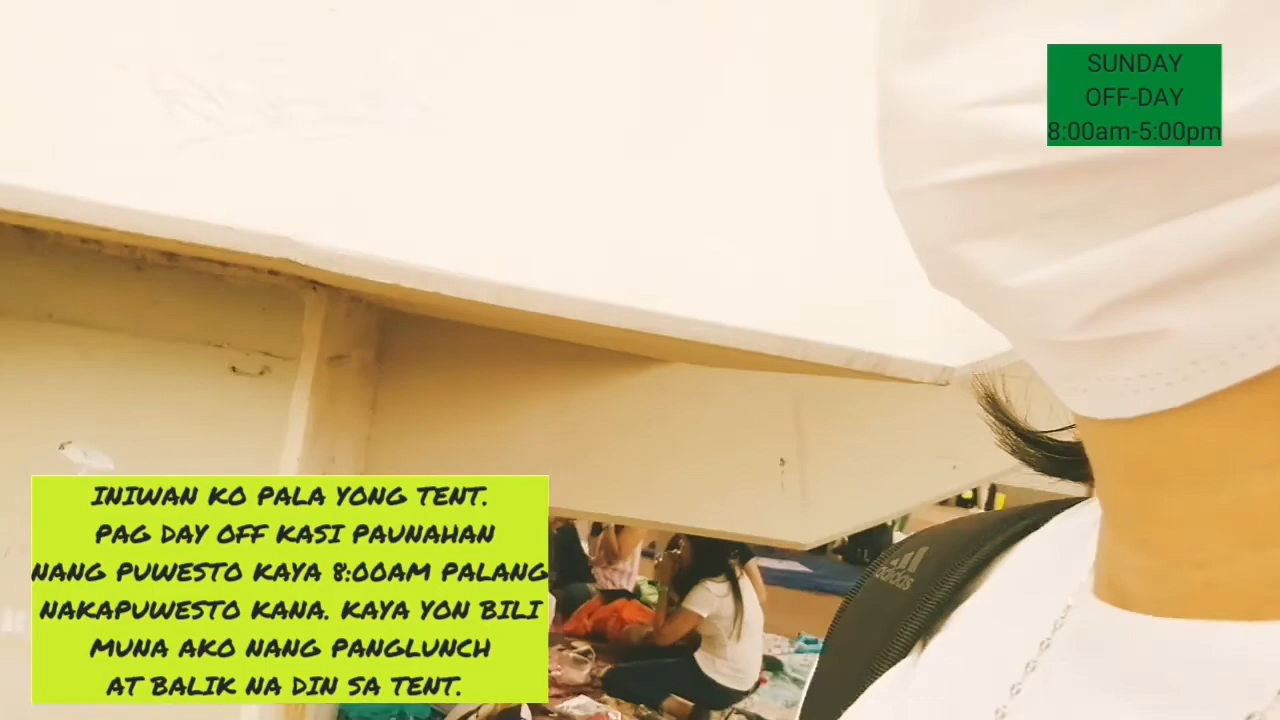 SUNDAY
OFF-DAY
8:00am-5:00pm
INIWAN KO PALA YONG TENT.
PAG DAY OFF KASI PAUNAHAN
NANG PUWESTO KAYA 8:00AM PALANG
NAKAPUWESTO KANA. KAYA YON BILI
MUNA AKO NANG PANGLUNCH
AT BALIK NA DIN SA TENT.
adidas